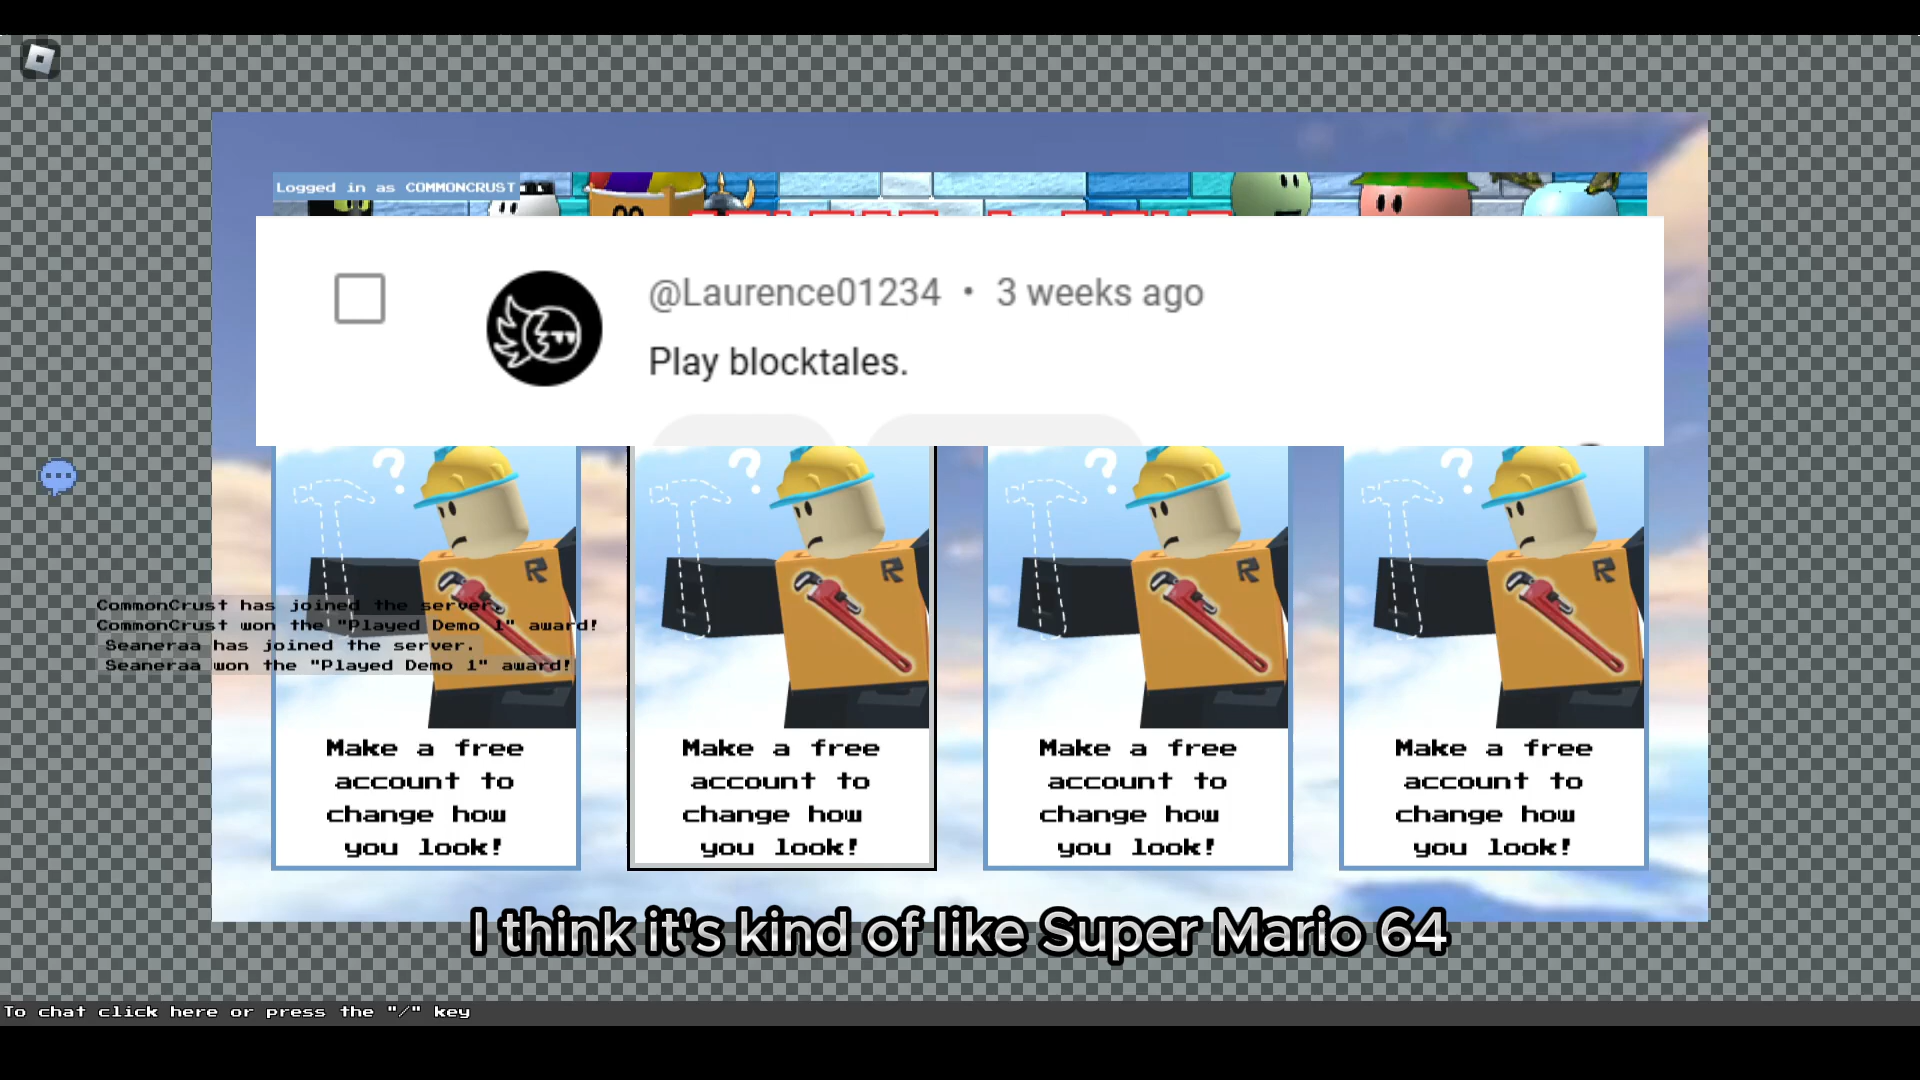 Logged in as COMMONCRUST
@Laurence01234 • 3 weeks ago
Play blocktales.
CommonCrust has joined the server.
CommonCrust won the "Played Demo 1" award!
Seaneraa has joined the server.
Seaneraa won the "Played Demo 1" award!
? R
? R
? R
? R
Make a free
account to
change how
you look!
Make a free
account to
change how
you look!
Make a free
account to
change how
you look!
Make a free
account to
change how
you look!
I think it's kind of like Super Mario 64
To chat click here or press the "/" key